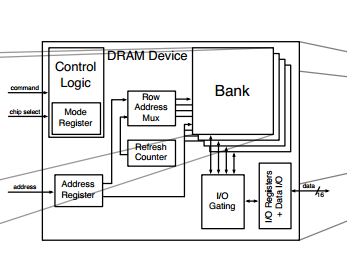 DRAM Device
Control
Logic
command
chip select
Mode
Register
Row
Address
Mux
Bank
Refresh
Counter
address
Address
Register
I/O
Gating
I/O Registers
+ Data I/O
data
16